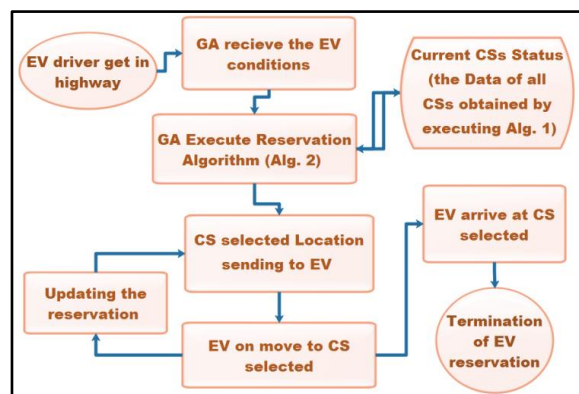 EV driver get in
highway
GA recieve the EV
conditions
Current CSs Status
(the Data of all
CSs obtained by
executing Alg. 1)
GA Execute Reservation
Algorithm (Alg. 2)
CS selected Location
sending to EV
EV arrive at CS
selected
Updating the
reservation
EV on move to CS
selected
Termination
of EV
reservation